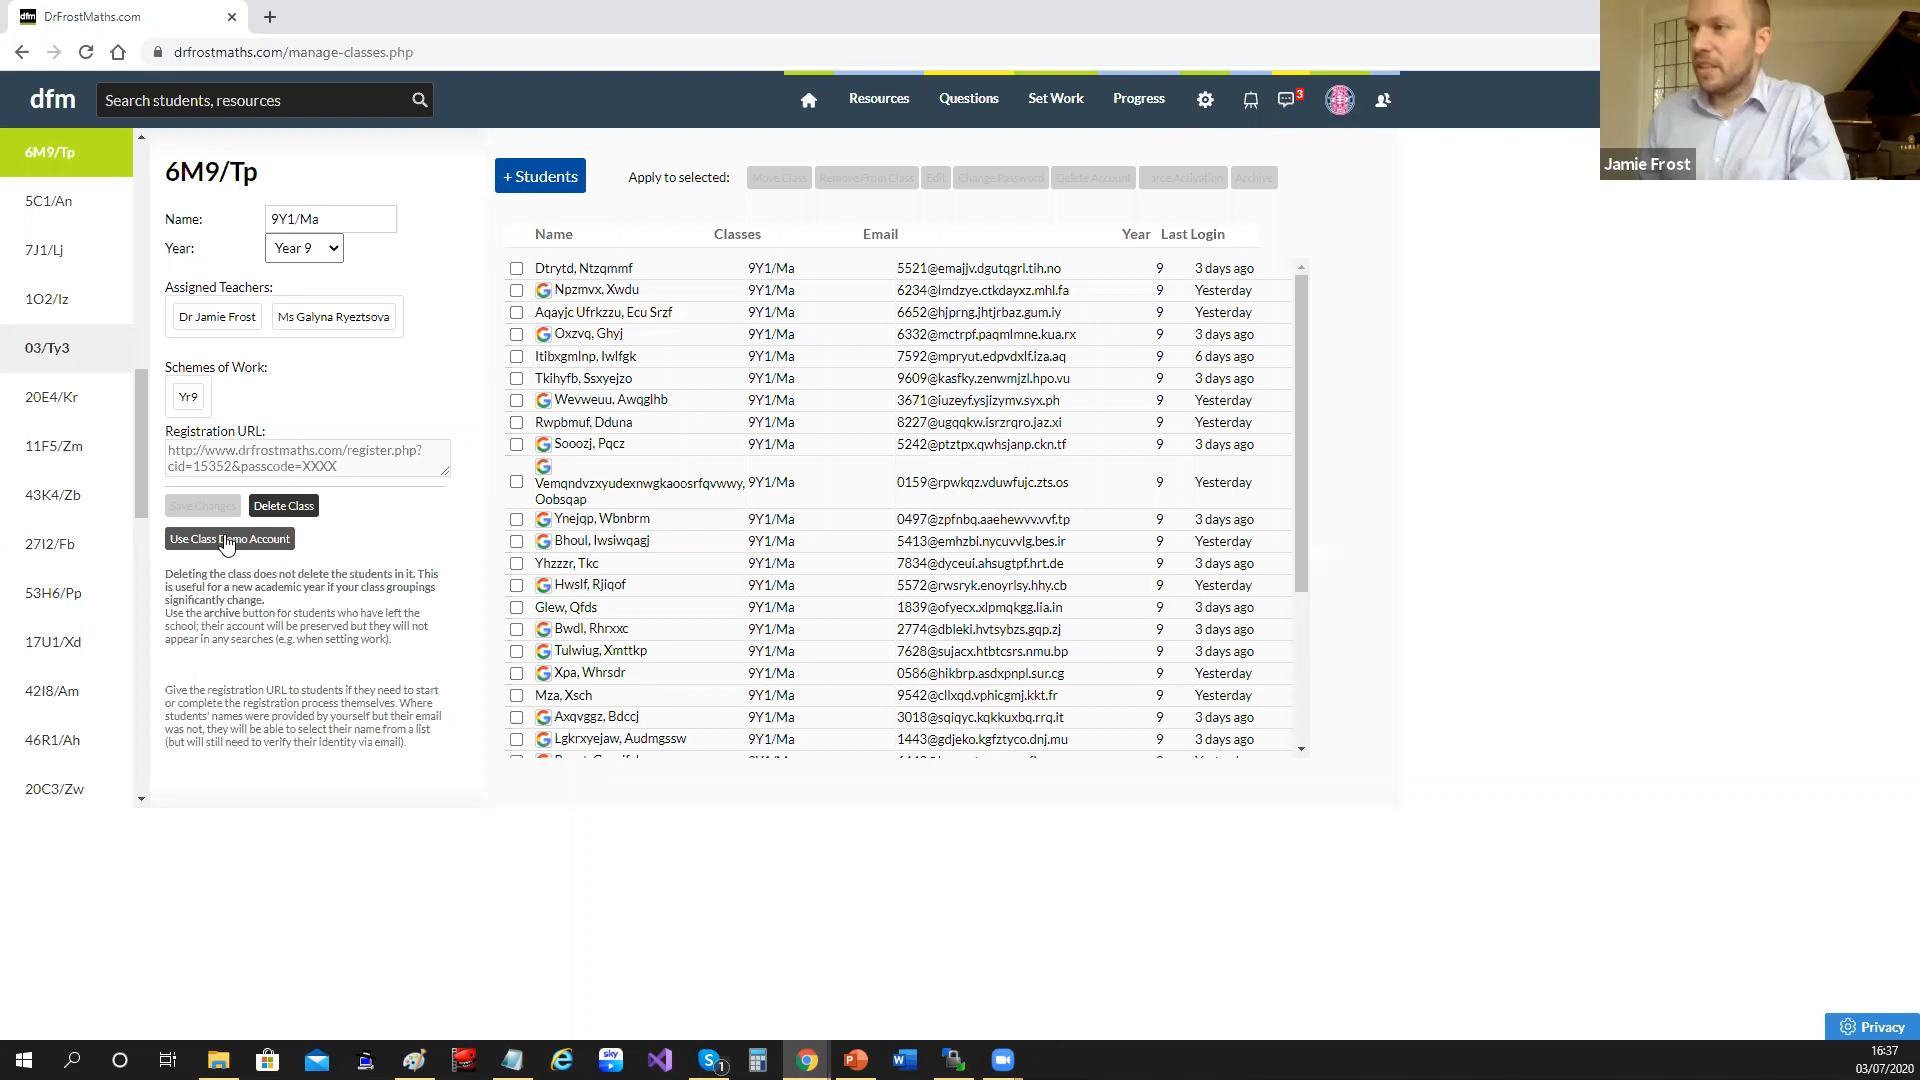 DrFrostMaths.com
drfrostmaths.com/manage-classes.php
dfm
Search students, resources
Resources
Questions
Set Work
Progress
3
Jamie Frost
6M9/Tp
5C1/An
7J1/Lj
1O2/Iz
03/Ty3
20E4/Kr
11F5/Zm
43K4/Zb
27I2/Fb
53H6/Pp
17U1/Xd
42I8/Am
46R1/Ah
20C3/Zw
6M9/Tp
Name: 9Y1/Ma
Year: Year 9
Assigned Teachers:
Dr Jamie Frost Ms Galyna Ryeztsova
Schemes of Work:
Yr9
Registration URL:
http://www.drfrostmaths.com/register.php?
cid=15352&passcode=XXXX
Save Changes Delete Class
Use Class Demo Account
Deleting the class does not delete the students in it. This
is useful for a new academic year if your class groupings
significantly change.
Use the archive button for students who have left the
school; their account will be preserved but they will not
appear in any searches (e.g. when setting work).
Give the registration URL to students if they need to start
or complete the registration process themselves. Where
students' names were provided by yourself but their email
was not, they will be able to select their name from a list
(but will still need to verify their identity via email).
+ Students
Apply to selected: Move Class Remove From Class Edit Change Password Delete Account Activation Archive
Name Classes Email Year Last Login
Dtrytd, Ntzqmmf 9Y1/Ma 5521@emajjv.dgutqgrl.tih.no 9 3 days ago
Npzmvx, Xwdu 9Y1/Ma 6234@lmdzye.ctkdayxz.mhl.fa 9 Yesterday
Aqayjc Ufrkzzu, Ecu Srzf 9Y1/Ma 6652@hjprng.jhtjrbaz.gum.iy 9 Yesterday
Oxzvq, Ghyj 9Y1/Ma 6332@mctrpf.paqmlmne.kua.rx 9 3 days ago
Itibxgmlnp, Iwlfgk 9Y1/Ma 7592@mpryut.edpvdxlf.iza.aq 9 6 days ago
Tkihyfb, Ssxyejzo 9Y1/Ma 9609@kasfky.zenwmjzl.hpo.vu 9 3 days ago
Wevweuu, Awqglhb 9Y1/Ma 3671@iuzeyf.ysjizymv.syx.ph 9 Yesterday
Rwpbmuf, Dduna 9Y1/Ma 8227@ugqqkw.isrzrqro.jaz.xi 9 Yesterday
Sooozj, Pqcz 9Y1/Ma 5242@ptztpx.qwhsjanp.ckn.tf 9 3 days ago
Vemqndvzxyudexnwgkaoosrfqvwwy, 9Y1/Ma 0159@rpwkqz.vduwfujc.zts.os 9 Yesterday
Oobsqap
Ynejqp, Wbnbrm 9Y1/Ma 0497@zpfnbq.aaehewvv.vvf.tp 9 3 days ago
Bhoul, Iwsiwqagj 9Y1/Ma 5413@emhzbi.nycuvvlg.bes.ir 9 Yesterday
Yhzzzr, Tkc 9Y1/Ma 7834@dyceui.ahsugtpf.hrt.de 9 3 days ago
Hwslf, Rjiqof 9Y1/Ma 5572@rwsryk.enoyrlsy.hhy.cb 9 Yesterday
Glew, Qfds 9Y1/Ma 1839@ofyecx.xlpmqkgg.lia.in 9 3 days ago
Bwdl, Rhrxxc 9Y1/Ma 2774@dbleki.hvtsybzs.gqp.zj 9 Yesterday
Tulwiug, Xmttkp 9Y1/Ma 7628@sujacx.htbtcsrs.nmu.bp 9 3 days ago
Xpa, Whrsdr 9Y1/Ma 0586@hikbrp.asdxpnpl.sur.cg 9 Yesterday
Mza, Xsch 9Y1/Ma 9542@cllxqd.vphicgmj.kkt.fr 9 Yesterday
Axqvggz, Bdccj 9Y1/Ma 3018@sqiqyc.kqkkuxbq.rrq.it 9 3 days ago
Lgkrxyejaw, Audmgssw 9Y1/Ma 1443@gdjeko.kgfztyco.dnj.mu 9 3 days ago
Privacy
16:37
03/07/2020